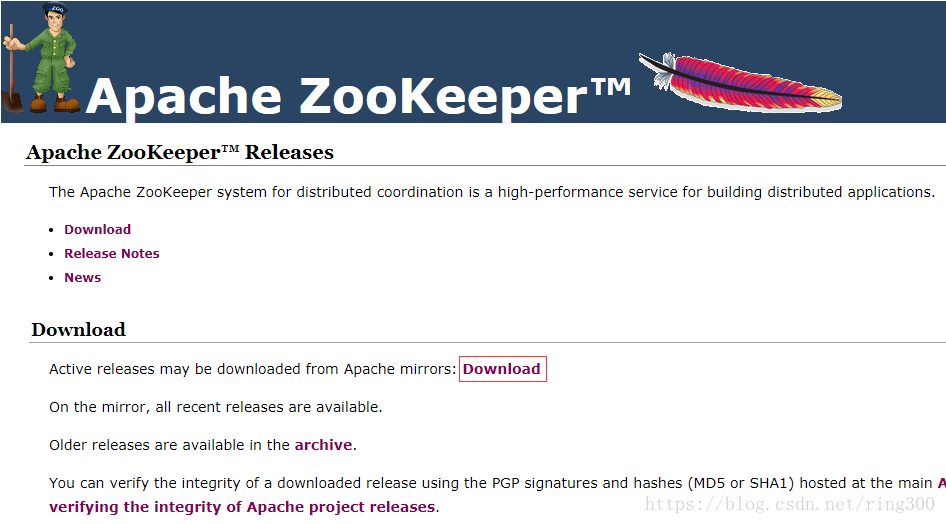 ZOO
Apache ZooKeeper™
Apache ZooKeeper™ Releases
The Apache ZooKeeper system for distributed coordination is a high-performance service for building distributed applications.
• Download
• Release Notes
• News
Download
Active releases may be downloaded from Apache mirrors: Download
On the mirror, all recent releases are available.
Older releases are available in the archive.
You can verify the integrity of a downloaded release using the PGP signatures and hashes (MD5 or SHA1) hosted at the main A
verifying the integrity of Apache project releases.
https://blog.csdn.net/ring300